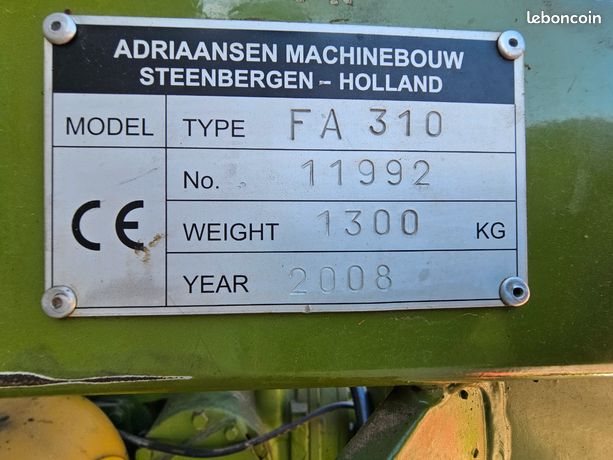 leboncoin
ADRIAANSEN MACHINEBOUW
STEENBERGEN – HOLLAND
MODEL TYPE FA 310
No. 11992
CE WEIGHT 1300 KG
YEAR 2008